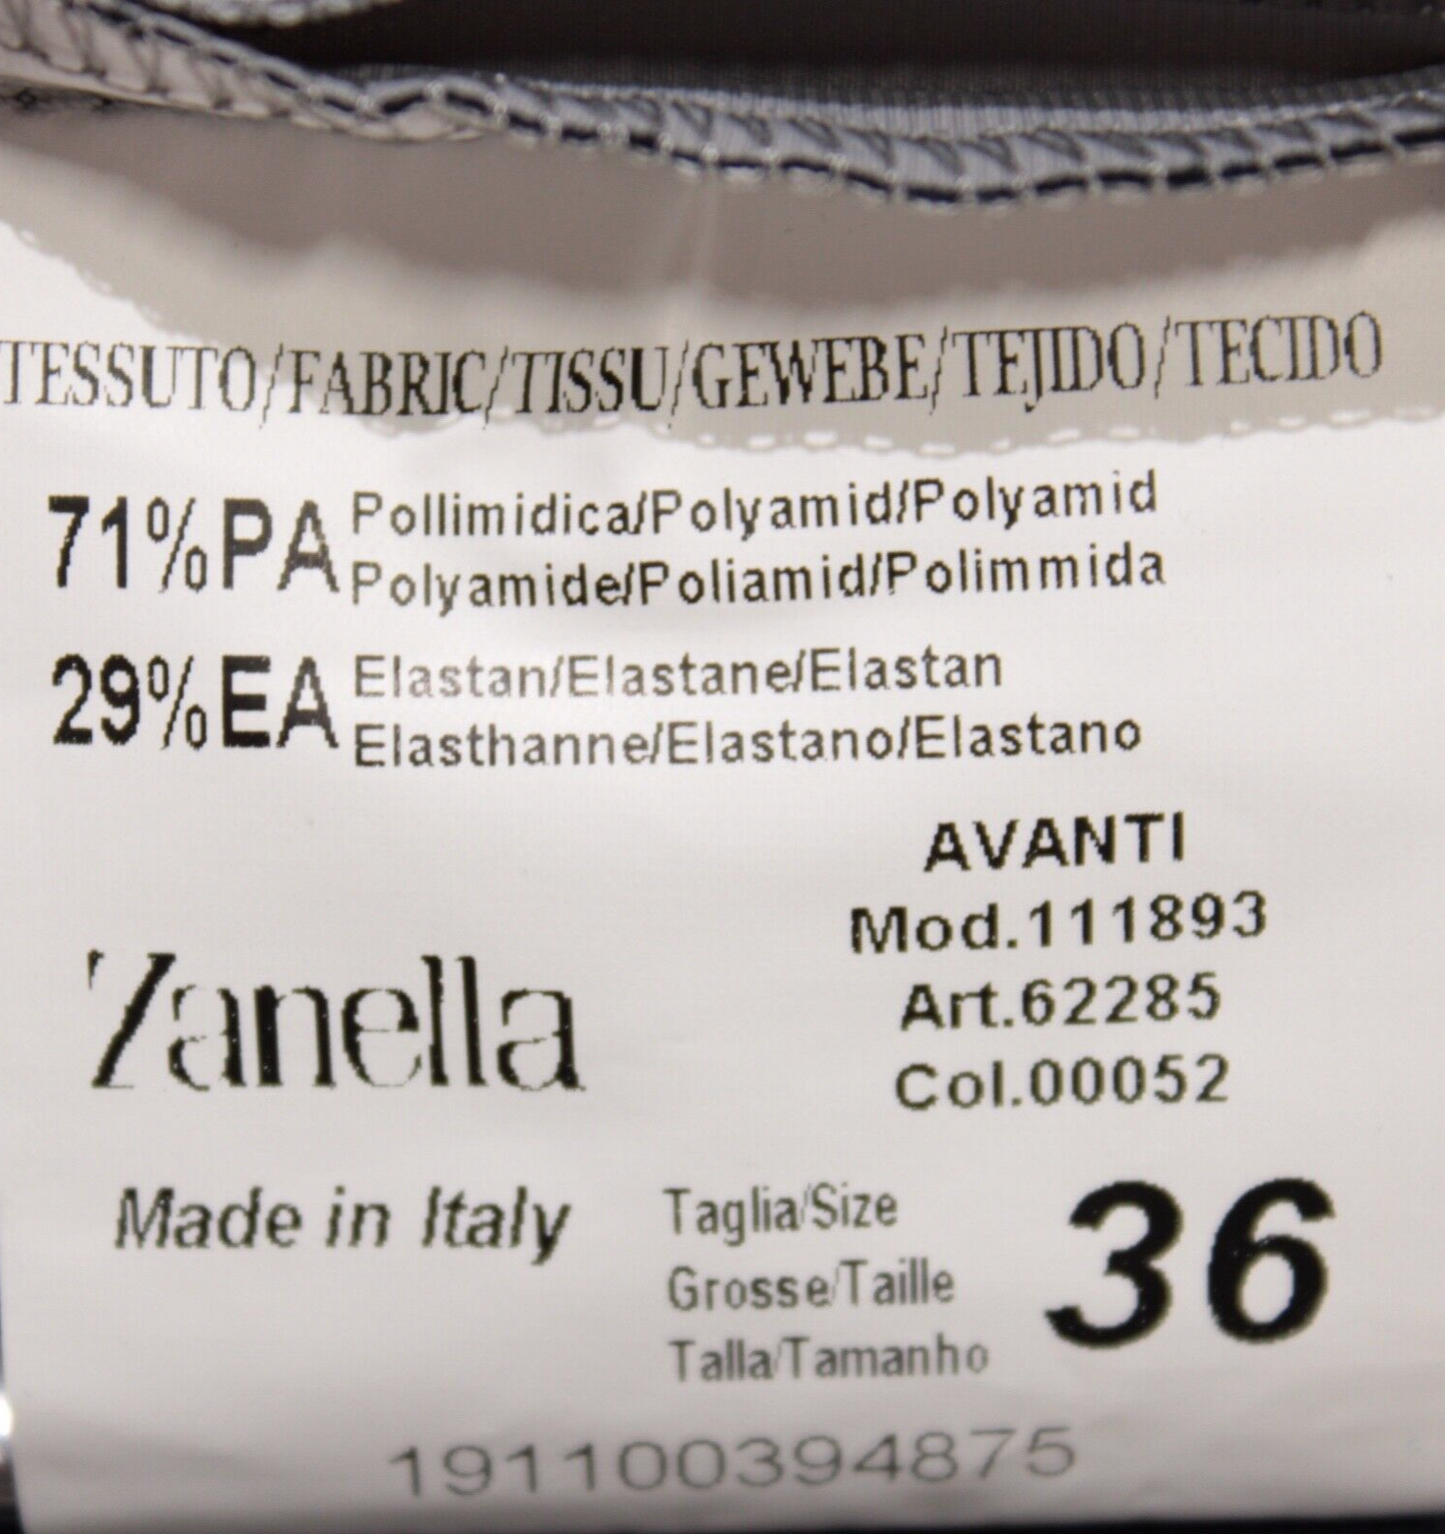 TESSUTO/FABRIC/TISSU/GEWEBE/TEJIDO/TECIDO
71%PA Pollimidica/Polyamid/Polyamid
Polyamide/Poliamid/Polimmida
29%EA Elastan/Elastane/Elastan
Elasthanne/Elastano/Elastano
AVANTI
Mod.111893
Art.62285
Col.00052
Zanella
Made in Italy
Taglia/Size
Grosse/Taille
Talla/Tamanho
36
191100394875